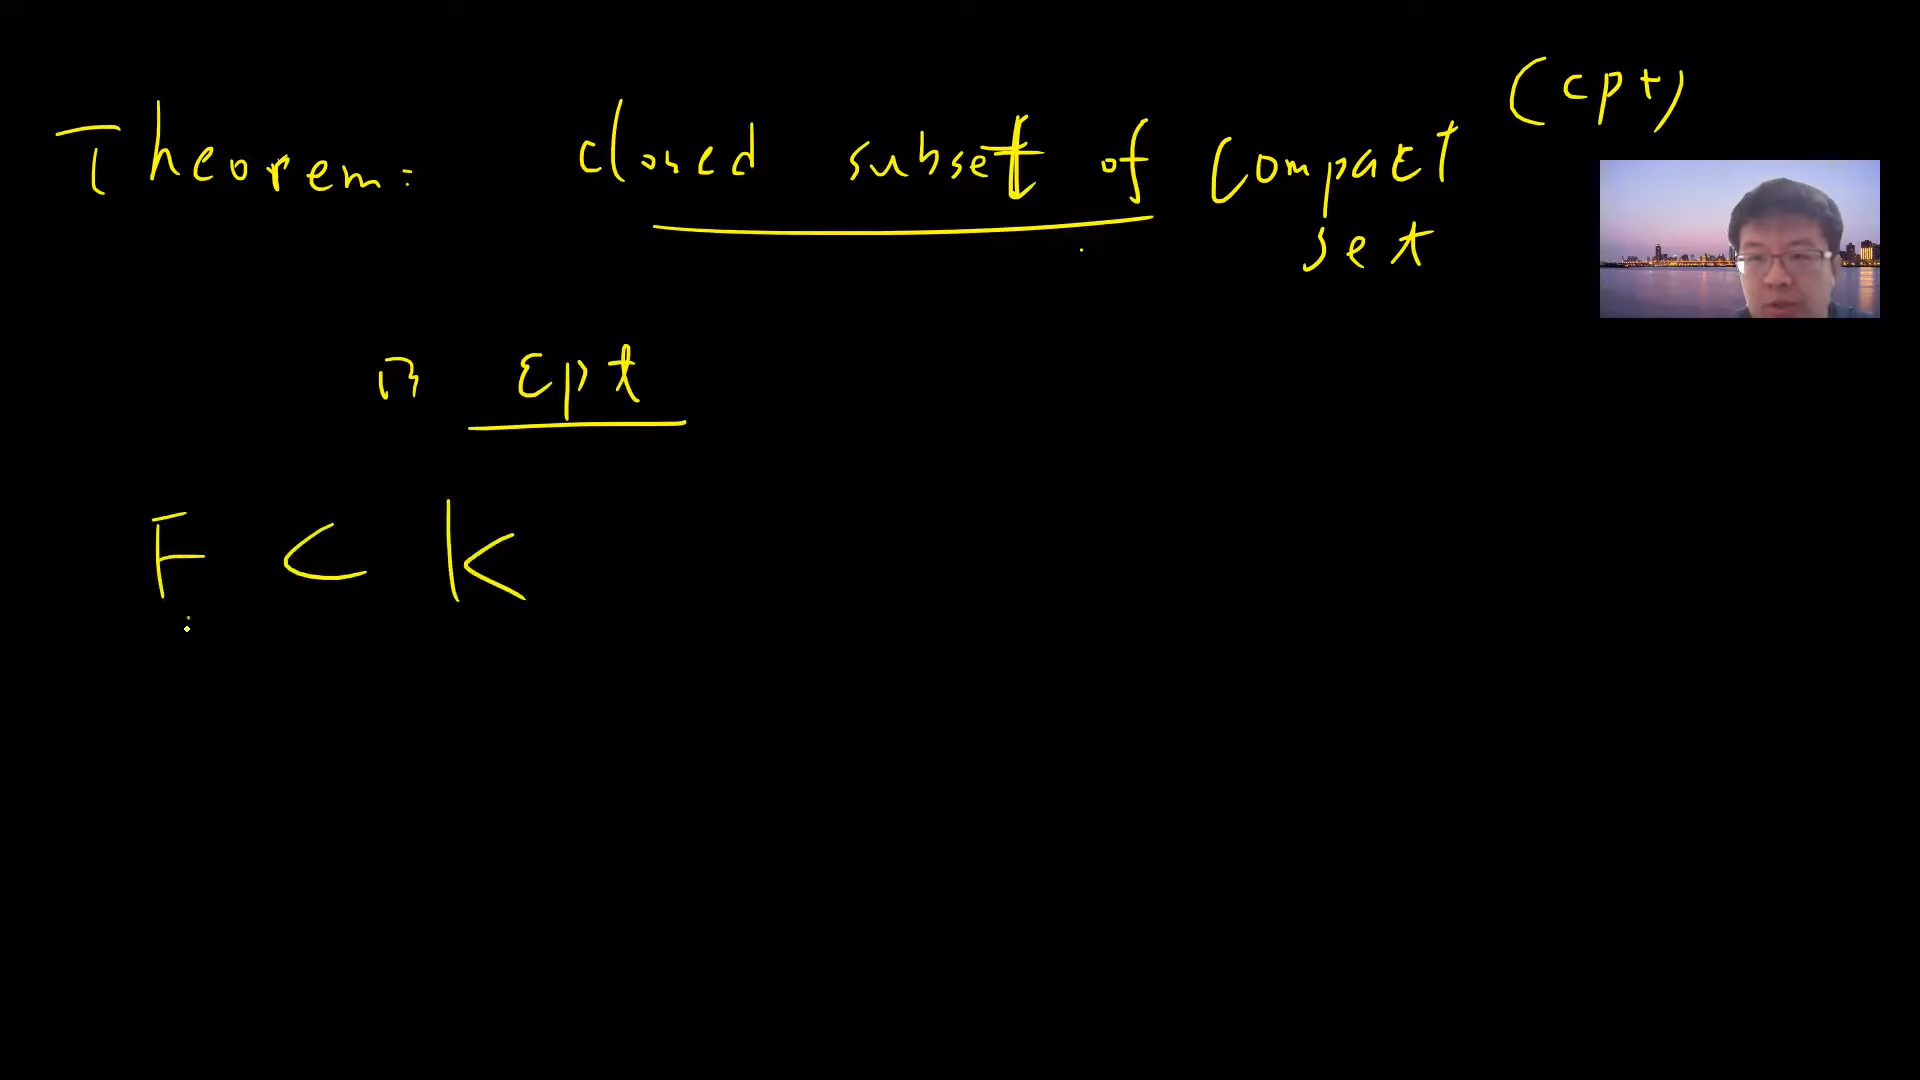 (cpt)
Theorem: closed subset of compact
set
is cpt
F ⊂ K